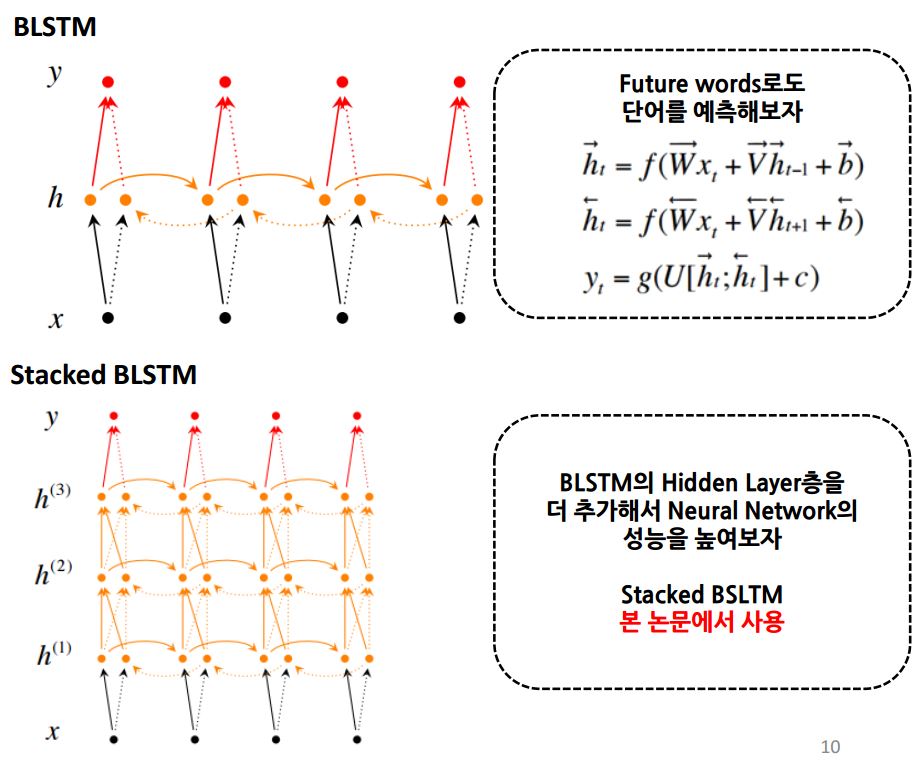 BLSTM
y
h
x
Future words로도
단어를 예측해보자
$\overrightarrow{h}_t = f(\overrightarrow{W}x_t + \overrightarrow{V}\overrightarrow{h}_{t-1} + \overrightarrow{b})$
$\overleftarrow{h}_t = f(\overleftarrow{W}x_t + \overleftarrow{V}\overleftarrow{h}_{t+1} + \overleftarrow{b})$
$y_t = g(U[\overrightarrow{h}_t;\overleftarrow{h}_t] + c)$
Stacked BLSTM
y
h⁽³⁾
h⁽²⁾
h⁽¹⁾
x
BLSTM의 Hidden Layer층을
더 추가해서 Neural Network의
성능을 높여보자
Stacked BSLTM
본 논문에서 사용
10